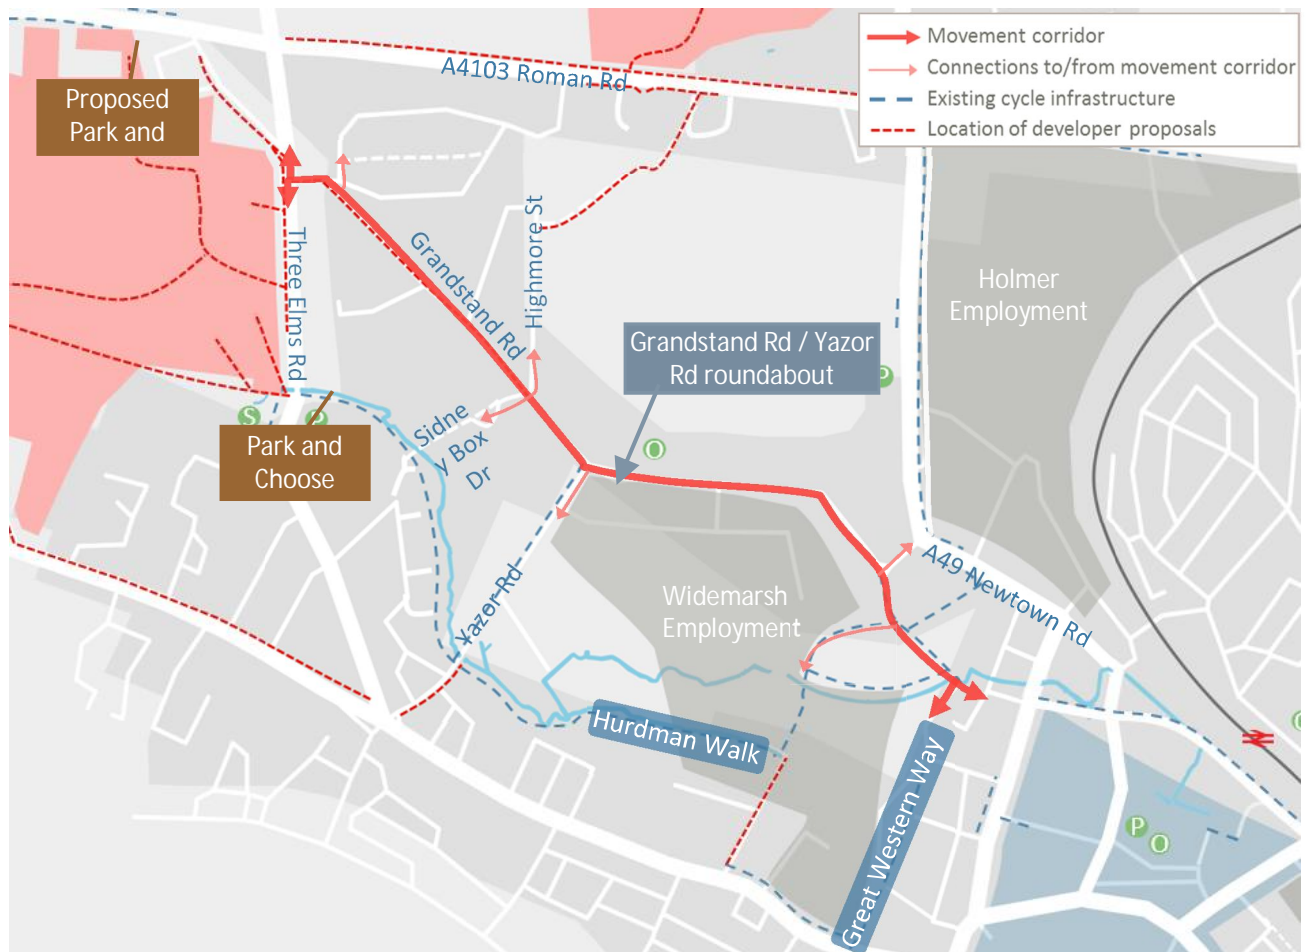 Movement corridor
Connections to/from movement corridor
Existing cycle infrastructure
Location of developer proposals
A4103 Roman Rd
Proposed
Park and
Three Elms Rd
Grandstand Rd
Highmore St
Holmer
Employment
Grandstand Rd / Yazor
Rd roundabout
P
S
P
O
Park and
Choose
Sidne
y Box
Dr
Yazor Rd
A49 Newtown Rd
Widemarsh
Employment
Hurdman Walk
Great Western Way
P
O